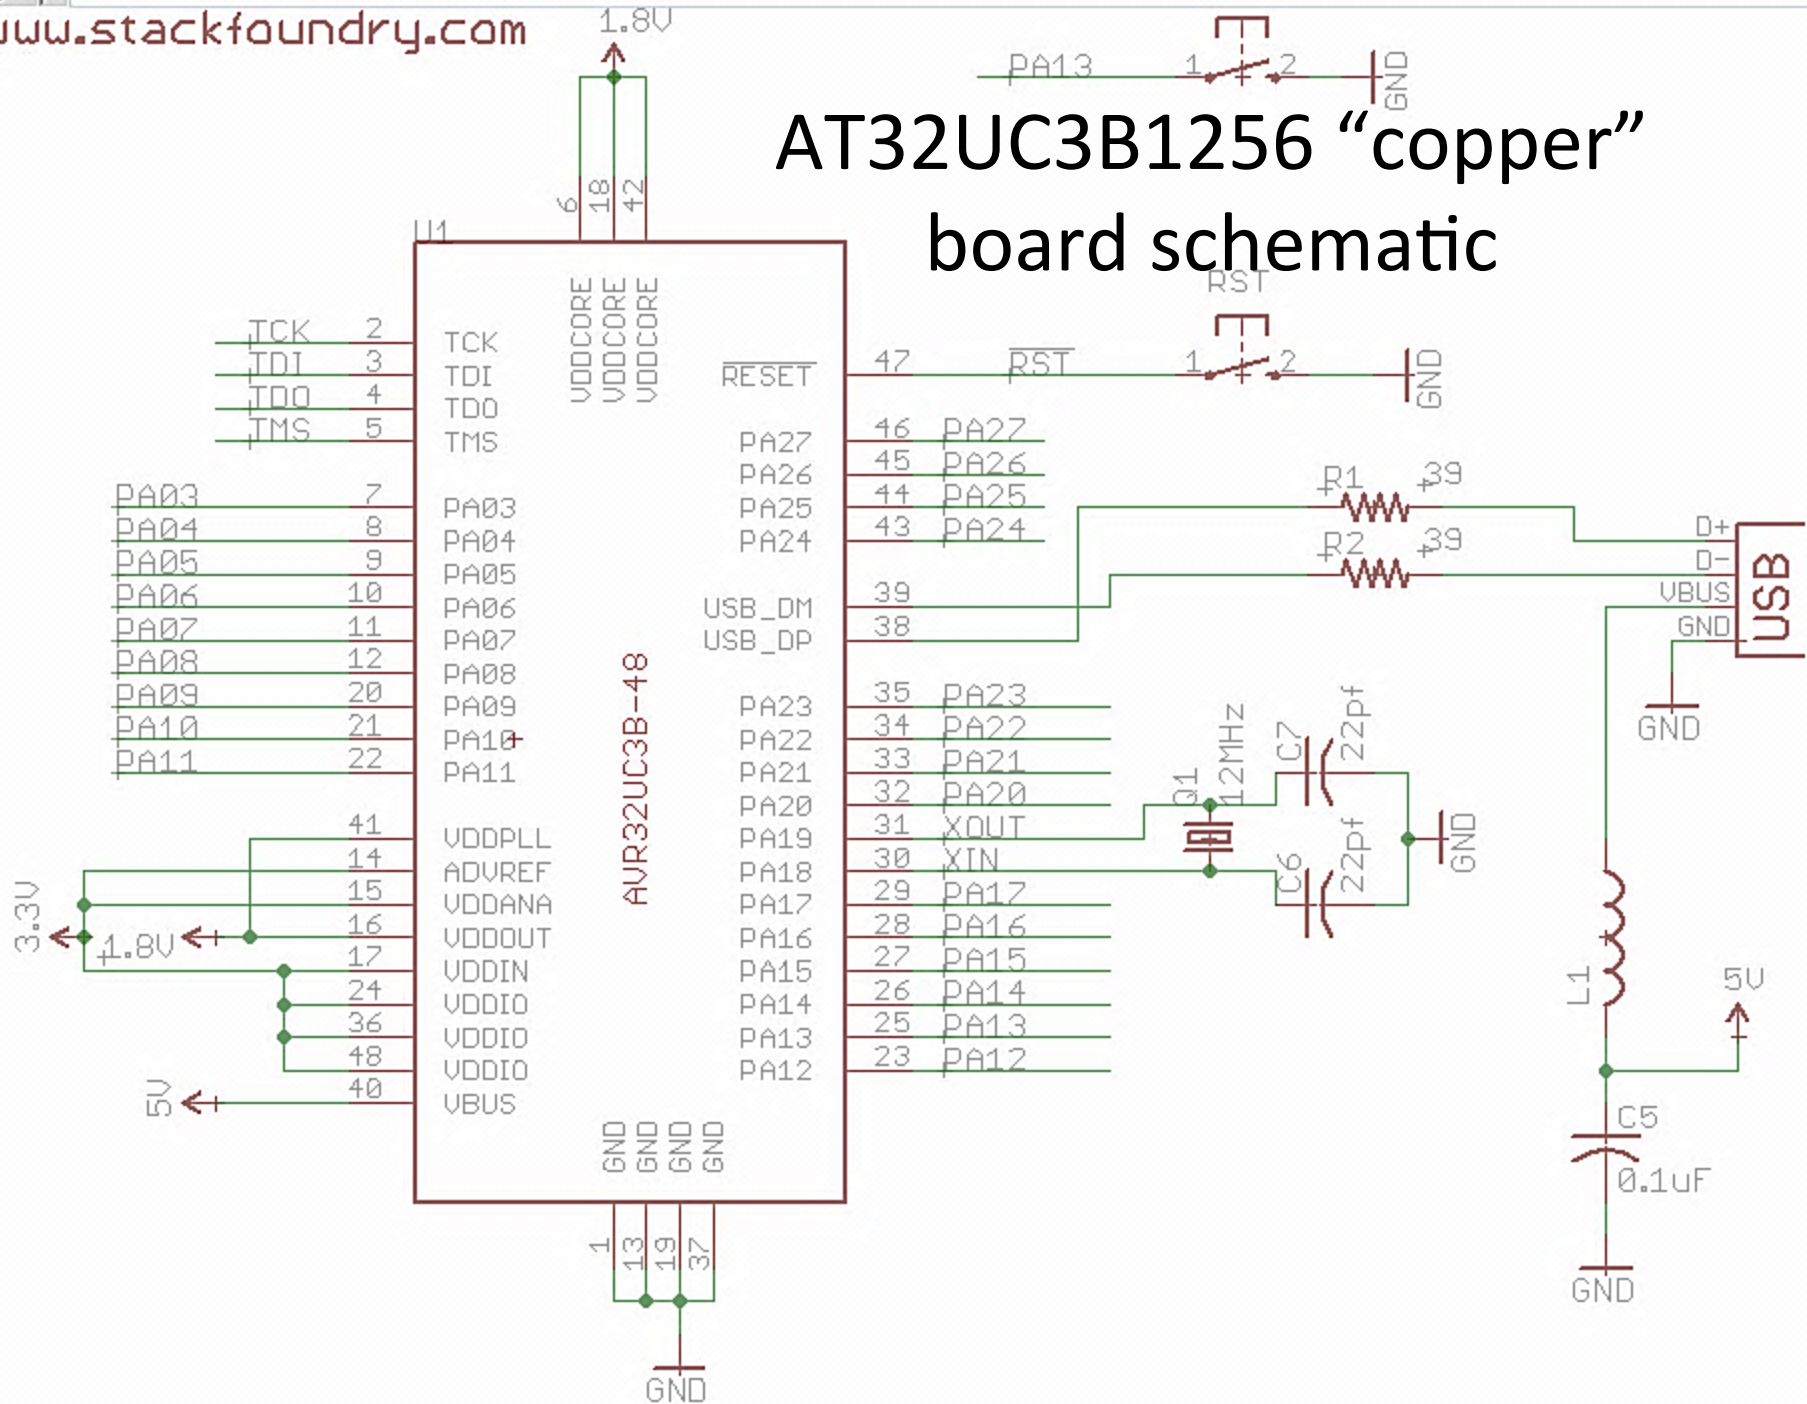 www.stackfoundry.com
1.8V
PA13 1 2 GND
AT32UC3B1256 “copper”
board schematic
6 18 42
U1
VDDCORE VDDCORE VDDCORE
RST
RESET 47 RST 1 2 GND
TCK 2 TCK
TDI 3 TDI
TDO 4 TDO
TMS 5 TMS
PA27 46 PA27
PA26 45 PA26
PA25 44 PA25
PA24 43 PA24
PA03 7 PA03
PA04 8 PA04
PA05 9 PA05
PA06 10 PA06
PA07 11 PA07
PA08 12 PA08
PA09 20 PA09
PA10 21 PA10
PA11 22 PA11
R1 39
R2 39
USB_DM 39
USB_DP 38
D+
D-
VBUS
GND
USB
GND
AVR32UC3B-48
PA23 35 PA23
PA22 34 PA22
PA21 33 PA21
PA20 32 PA20
PA19 31 XOUT
PA18 30 XIN
PA17 29 PA17
PA16 28 PA16
PA15 27 PA15
PA14 26 PA14
PA13 25 PA13
PA12 23 PA12
Q1 12MHz
C7 22pf
C6 22pf
GND
41 VDDPLL
14 ADVREF
15 VDDANA
3.3V 1.8V 16 VDDOUT
17 VDDIN
24 VDDIO
36 VDDIO
48 VDDIO
5V 40 VBUS
L1
5V
C5
0.1uF
GND
GND GND GND GND
1 13 19 37
GND